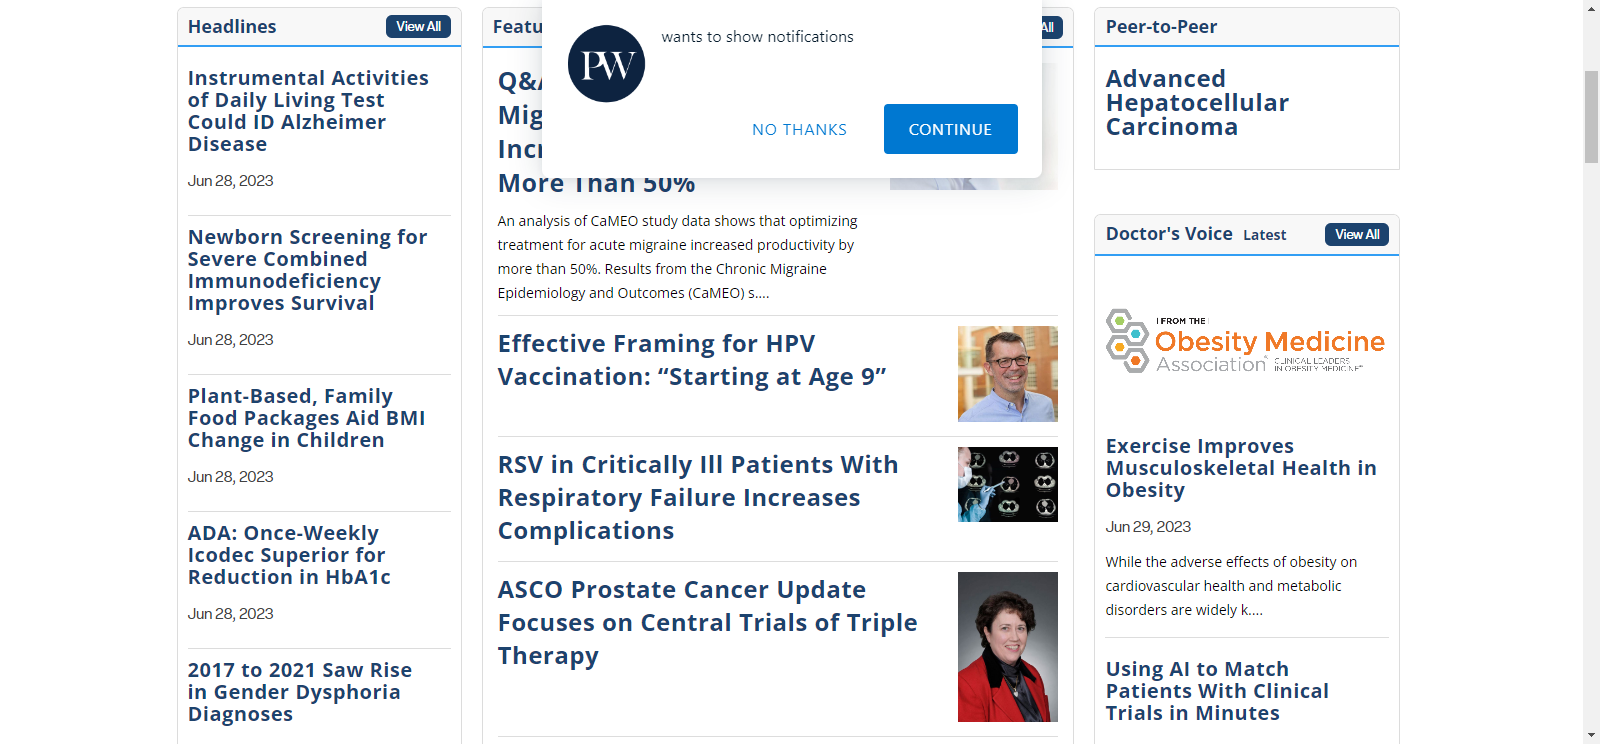 Headlines
View All
Instrumental Activities
of Daily Living Test
Could ID Alzheimer
Disease
Jun 28, 2023
Newborn Screening for
Severe Combined
Immunodeficiency
Improves Survival
Jun 28, 2023
Plant-Based, Family
Food Packages Aid BMI
Change in Children
Jun 28, 2023
ADA: Once-Weekly
Icodec Superior for
Reduction in HbA1c
Jun 28, 2023
2017 to 2021 Saw Rise
in Gender Dysphoria
Diagnoses
PW
wants to show notifications
NO THANKS
CONTINUE
All
More Than 50%
An analysis of CaMEO study data shows that optimizing
treatment for acute migraine increased productivity by
more than 50%. Results from the Chronic Migraine
Epidemiology and Outcomes (CaMEO) s....
Effective Framing for HPV
Vaccination: “Starting at Age 9”
RSV in Critically Ill Patients With
Respiratory Failure Increases
Complications
ASCO Prostate Cancer Update
Focuses on Central Trials of Triple
Therapy
Peer-to-Peer
Advanced
Hepatocellular
Carcinoma
Doctor's Voice Latest
View All
FROM THE
Obesity Medicine
Association
CLINICAL LEADERS
IN OBESITY MEDICINE
Exercise Improves
Musculoskeletal Health in
Obesity
Jun 29, 2023
While the adverse effects of obesity on
cardiovascular health and metabolic
disorders are widely k....
Using AI to Match
Patients With Clinical
Trials in Minutes